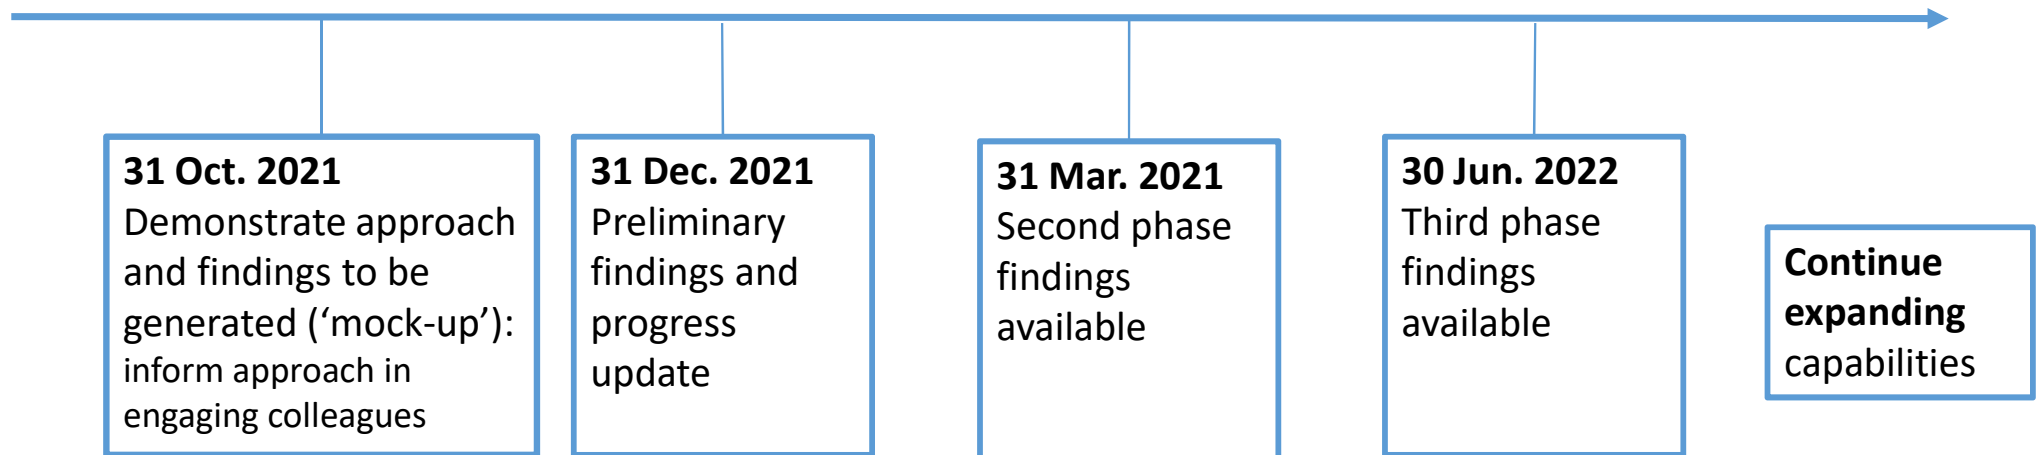 31 Oct. 2021
Demonstrate approach
and findings to be
generated (‘mock-up’):
inform approach in
engaging colleagues
31 Dec. 2021
Preliminary
findings and
progress
update
31 Mar. 2021
Second phase
findings
available
30 Jun. 2022
Third phase
findings
available
Continue
expanding
capabilities